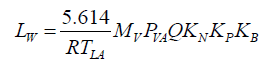 L_W = \frac{5.614}{RT_{LA}} M_V P_{VA} Q K_N K_P K_B